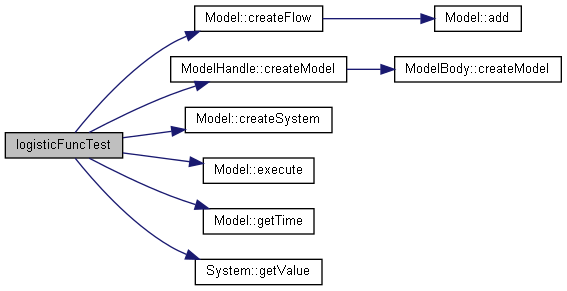 Model::createFlow
Model::add
ModelHandle::createModel
ModelBody::createModel
Model::createSystem
logisticFuncTest
Model::execute
Model::getTime
System::getValue